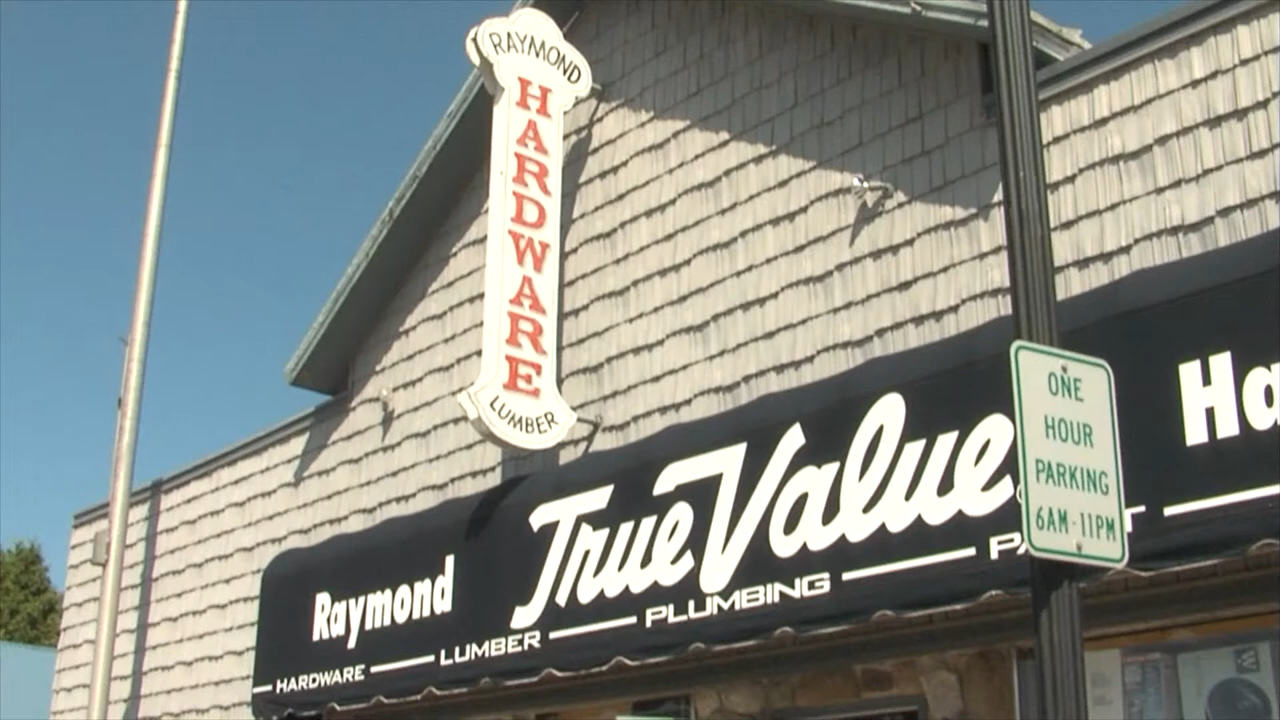 RAYMOND
HARDWARE
LUMBER
Raymond
True Value
HARDWARE — LUMBER — PLUMBING —
ONE
HOUR
PARKING
6AM-11PM